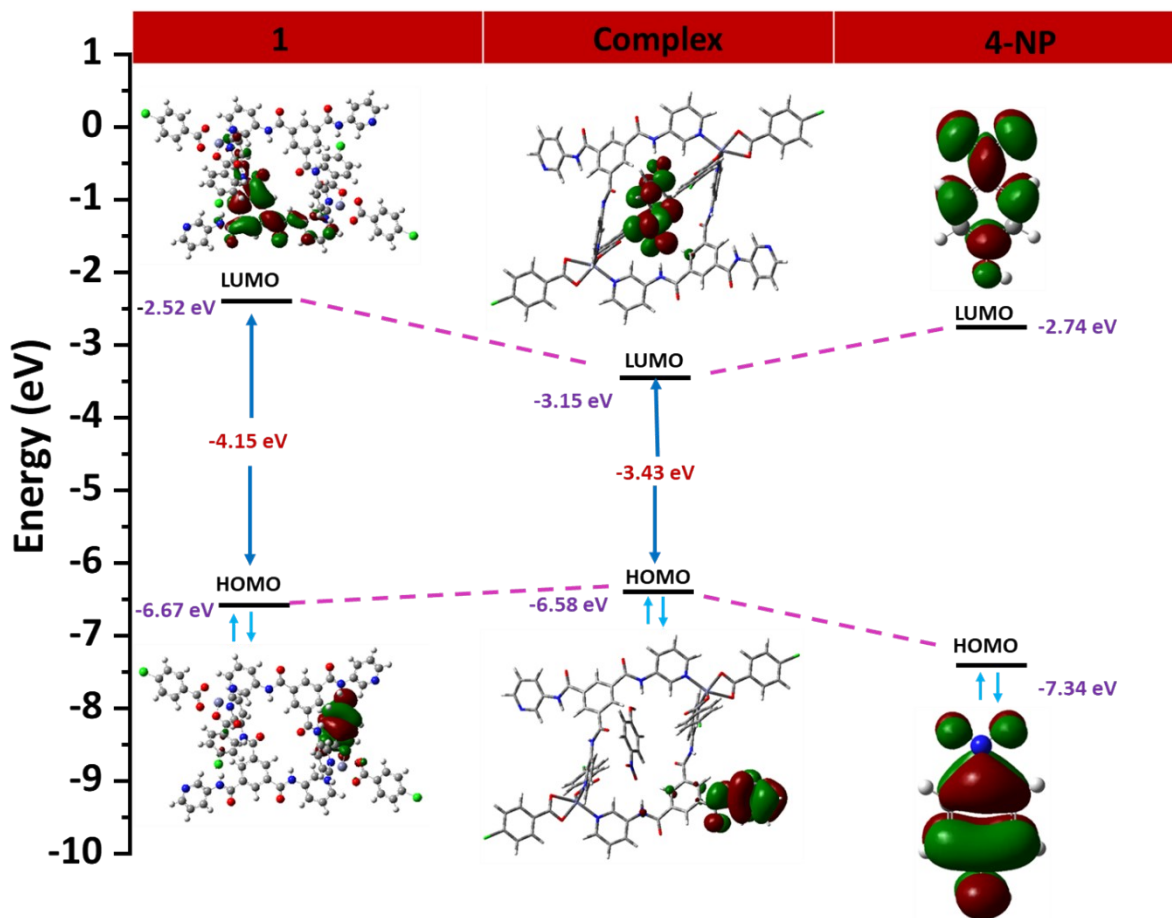 1
Complex
4-NP
Energy (eV)
1
0
-1
-2
-3
-4
-5
-6
-7
-8
-9
-10
LUMO
-2.52 eV
-4.15 eV
HOMO
-6.67 eV
LUMO
-3.15 eV
-3.43 eV
HOMO
-6.58 eV
LUMO
-2.74 eV
HOMO
-7.34 eV